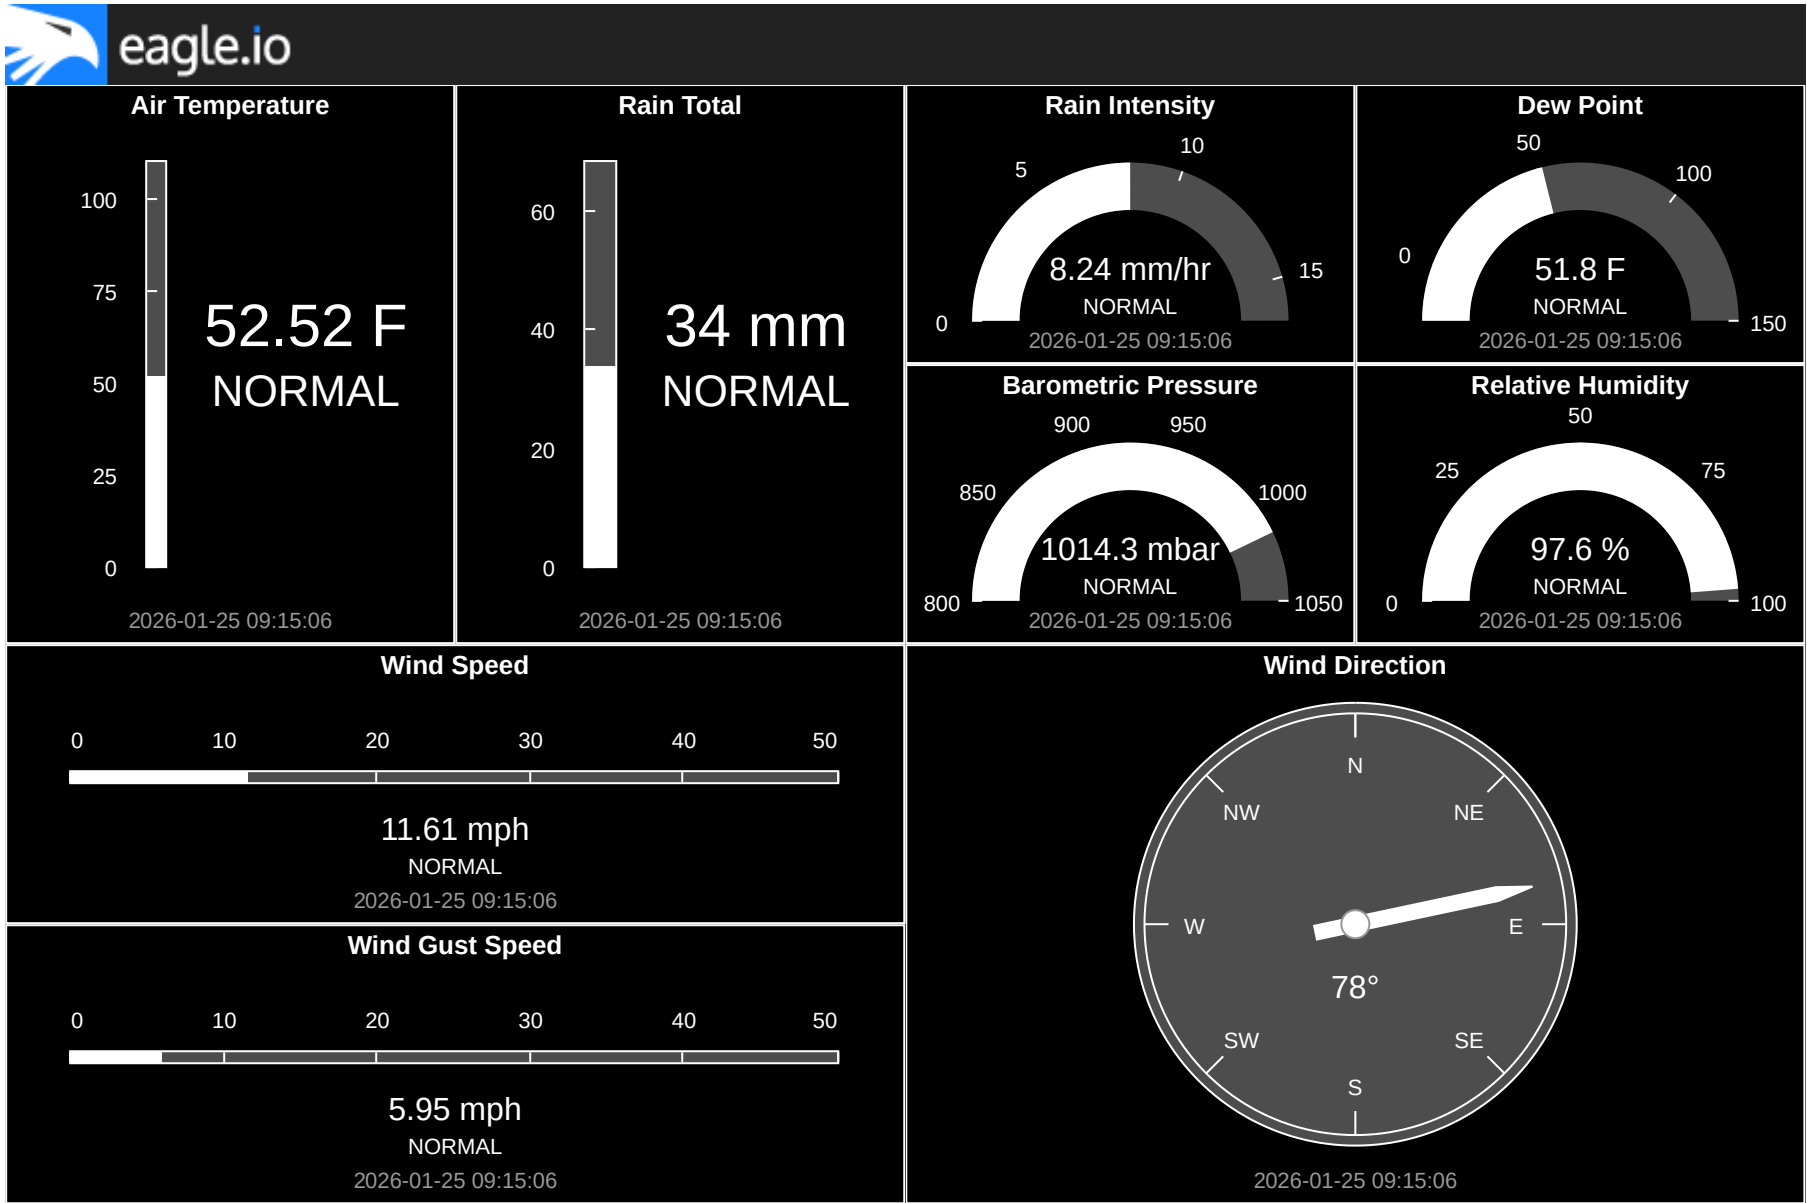 eagle.io
Air Temperature
100
75
50
25
0
52.52 F
NORMAL
2026-01-25 09:15:06
Rain Total
60
40
20
0
34 mm
NORMAL
2026-01-25 09:15:06
Rain Intensity
0
5
10
15
8.24 mm/hr
NORMAL
2026-01-25 09:15:06
Dew Point
0
50
100
150
51.8 F
NORMAL
2026-01-25 09:15:06
Barometric Pressure
800
850
900
950
1000
1050
1014.3 mbar
NORMAL
2026-01-25 09:15:06
Relative Humidity
0
25
50
75
100
97.6 %
NORMAL
2026-01-25 09:15:06
Wind Speed
0 10 20 30 40 50
11.61 mph
NORMAL
2026-01-25 09:15:06
Wind Gust Speed
0 10 20 30 40 50
5.95 mph
NORMAL
2026-01-25 09:15:06
Wind Direction
N
NW NE
W E
78°
SW SE
S
2026-01-25 09:15:06